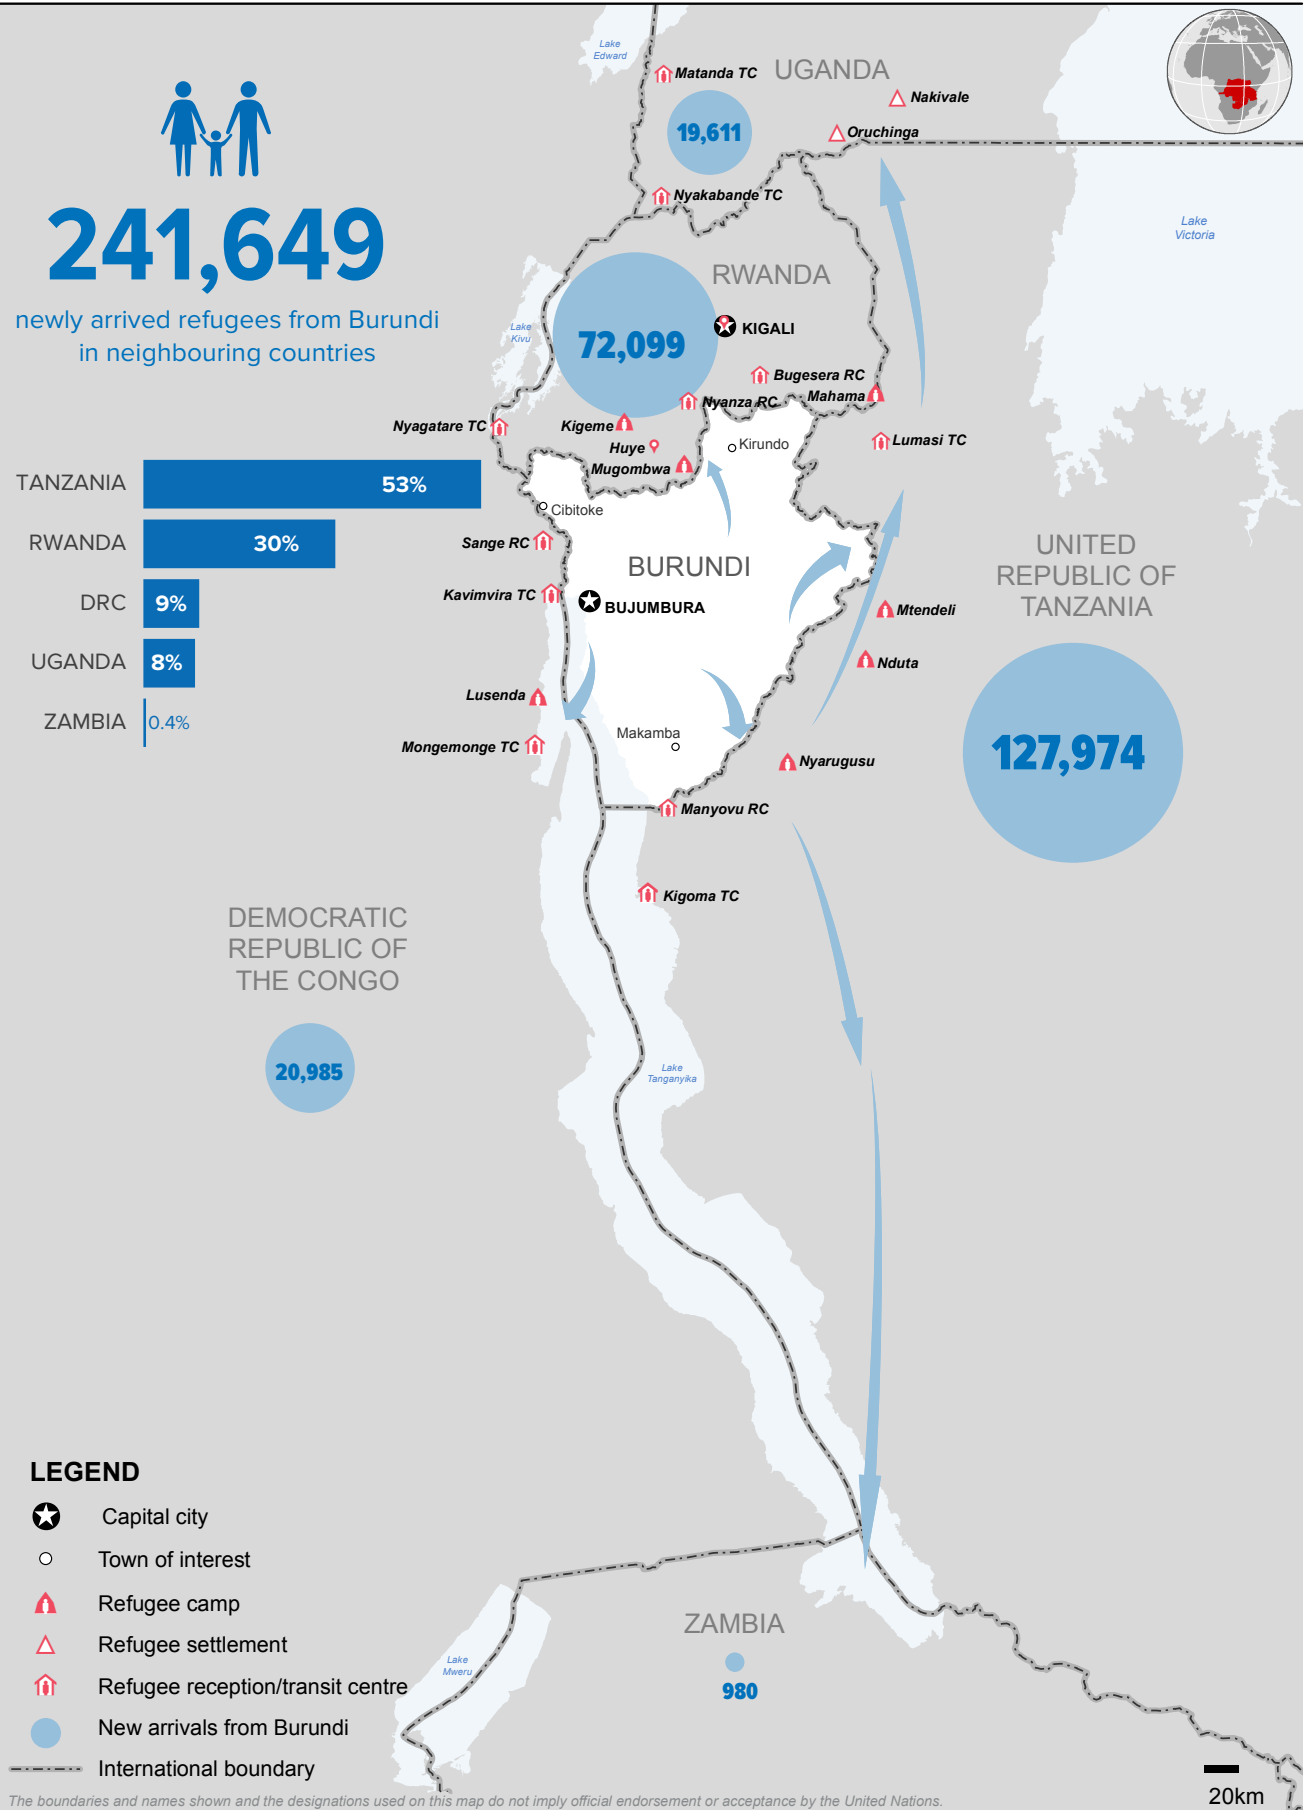 241,649
newly arrived refugees from Burundi
in neighbouring countries
TANZANIA
53%
RWANDA
30%
DRC
9%
UGANDA
8%
ZAMBIA
0.4%
Lake
Edward
Matanda TC
UGANDA
Nakivale
19,611
Oruchinga
Nyakabande TC
Lake
Victoria
RWANDA
Lake
Kivu
72,099
KIGALI
Bugesera RC
Nyanza RC
Mahama
Nyagatare TC
Kigeme
Huye
Mugombwa
Kirundo
Lumasi TC
Cibitoke
Sange RC
BURUNDI
UNITED
REPUBLIC OF
TANZANIA
Kavimvira TC
BUJUMBURA
Mtendeli
Nduta
Lusenda
Makamba
Mongemonge TC
Nyarugusu
127,974
Manyovu RC
Kigoma TC
DEMOCRATIC
REPUBLIC OF
THE CONGO
20,985
Lake
Tanganyika
LEGEND
Capital city
Town of interest
Refugee camp
Refugee settlement
Refugee reception/transit centre
New arrivals from Burundi
International boundary
ZAMBIA
980
Lake
Mweru
20km
The boundaries and names shown and the designations used on this map do not imply official endorsement or acceptance by the United Nations.